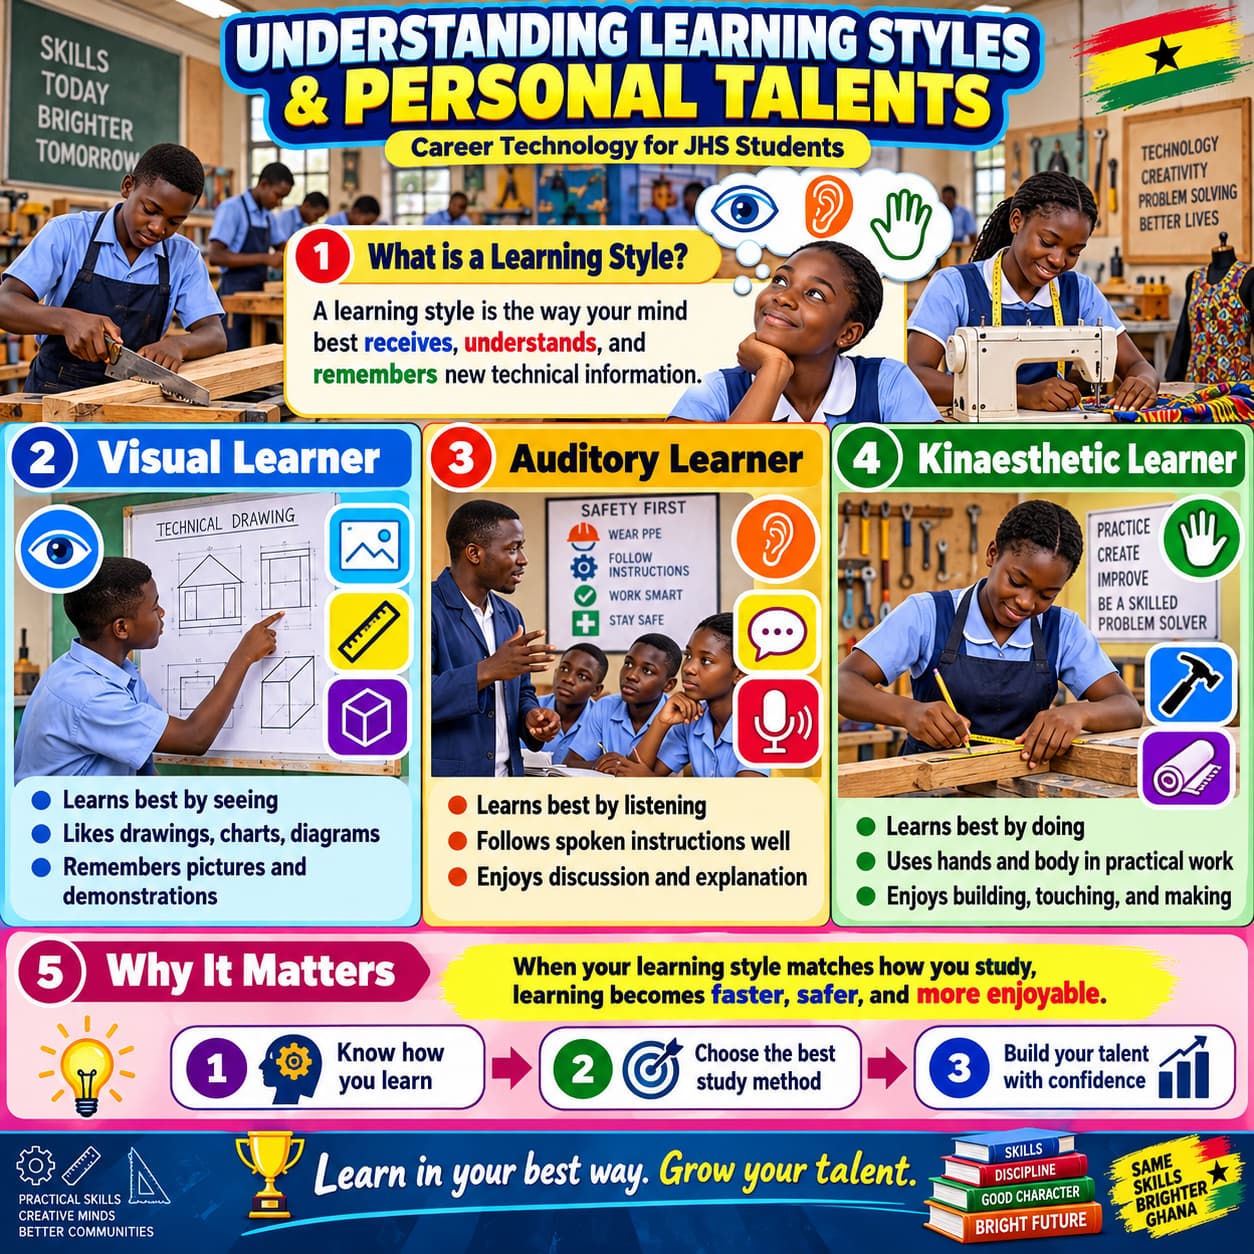 UNDERSTANDING LEARNING STYLES
& PERSONAL TALENTS
Career Technology for JHS Students
SKILLS
TODAY
BRIGHTER
TOMORROW
TECHNOLOGY
CREATIVITY
PROBLEM SOLVING
BETTER LIVES
1 What is a Learning Style?
A learning style is the way your mind
best receives, understands, and
remembers new technical information.
2 Visual Learner
TECHNICAL DRAWING
Learns best by seeing
Likes drawings, charts, diagrams
Remembers pictures and
demonstrations
3 Auditory Learner
SAFETY FIRST
WEAR PPE
FOLLOW
INSTRUCTIONS
WORK SMART
STAY SAFE
Learns best by listening
Follows spoken instructions well
Enjoys discussion and explanation
4 Kinaesthetic Learner
PRACTICE
CREATE
IMPROVE
BE A SKILLED
PROBLEM SOLVER
Learns best by doing
Uses hands and body in practical work
Enjoys building, touching, and making
5 Why It Matters
When your learning style matches how you study,
learning becomes faster, safer, and more enjoyable.
1 Know how
you learn
2 Choose the best
study method
3 Build your talent
with confidence
PRACTICAL SKILLS
CREATIVE MINDS
BETTER COMMUNITIES
Learn in your best way. Grow your talent.
SKILLS
DISCIPLINE
GOOD CHARACTER
BRIGHT FUTURE
SAME
SKILLS
BRIGHTER
GHANA